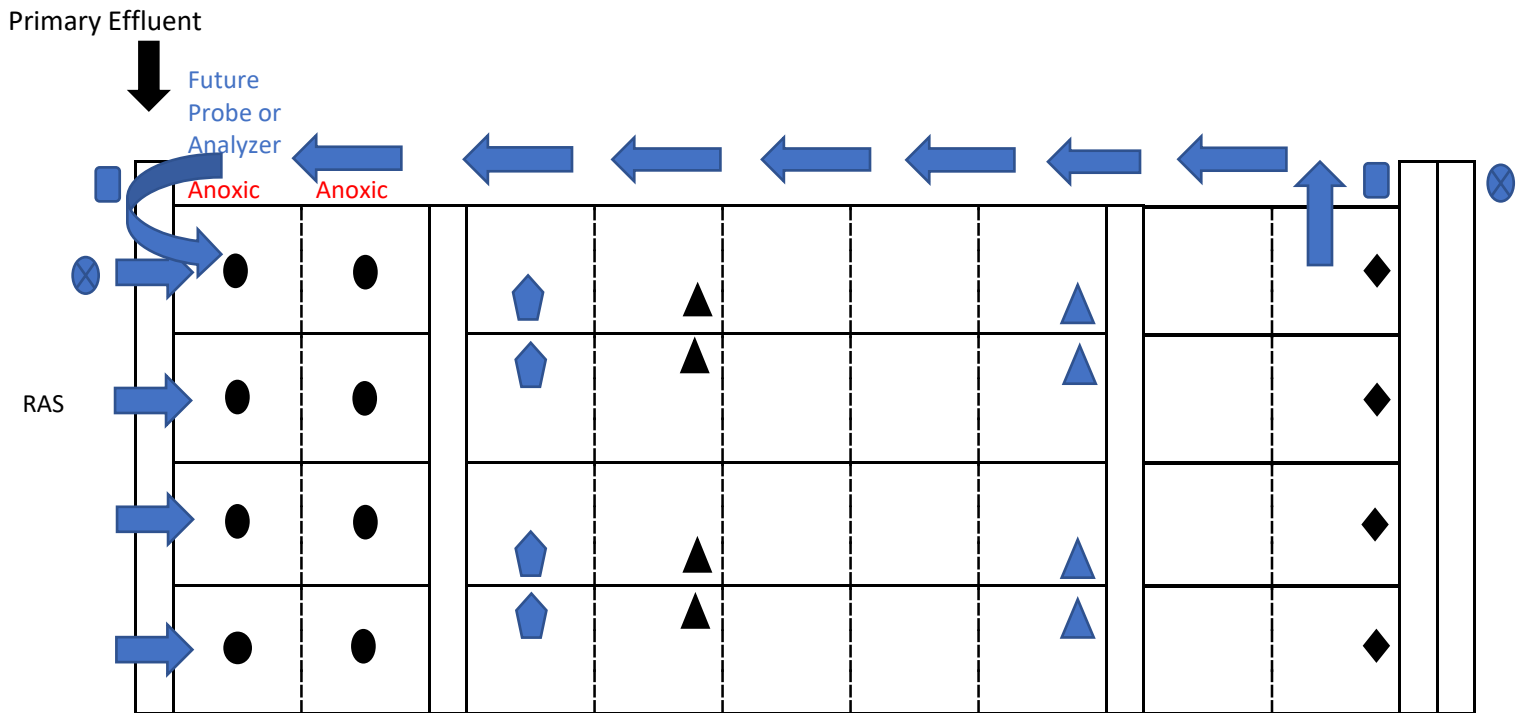 Primary Effluent
Future
Probe or
Analyzer
Anoxic Anoxic
RAS